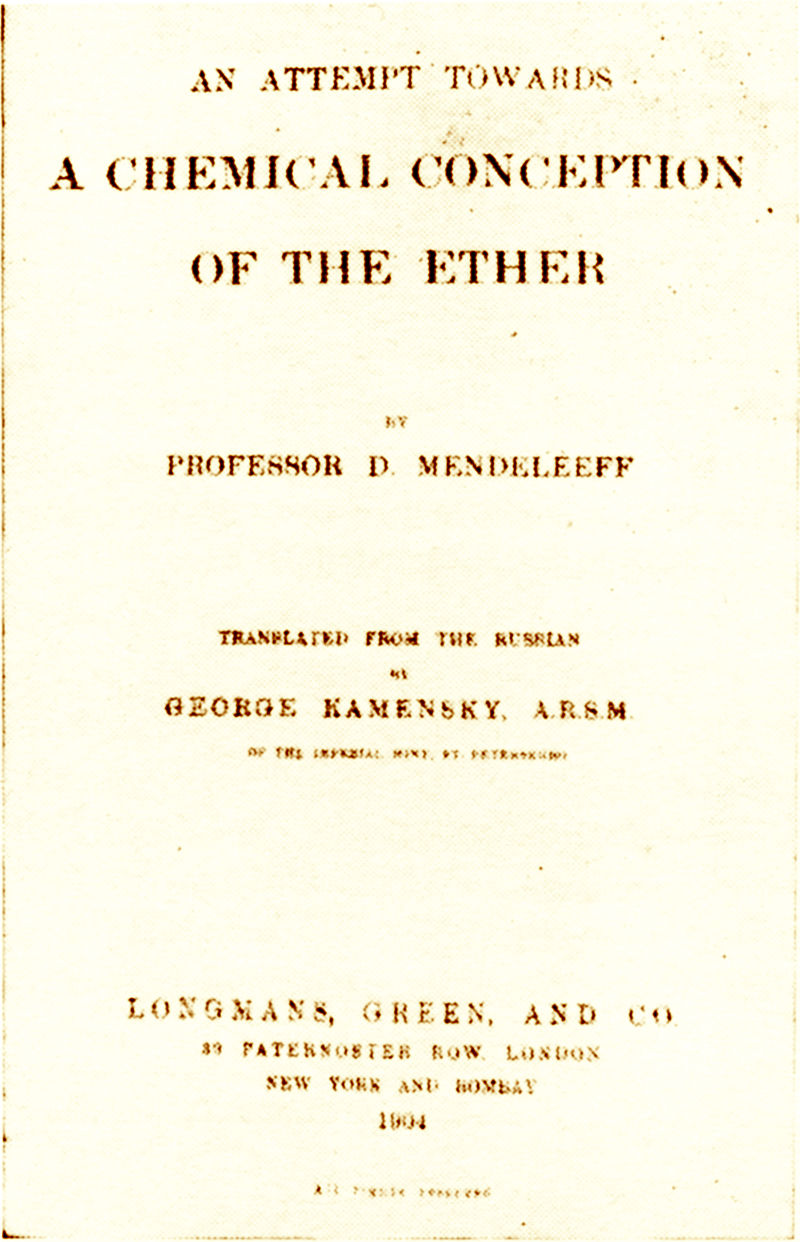 AN ATTEMPT TOWARDS
A CHEMICAL CONCEPTION
OF THE ETHER
BY
PROFESSOR D. MENDELÉEFF
TRANSLATED FROM THE RUSSIAN
BY
GEORGE KAMENSKY, A.R.S.M.
OF THE IMPERIAL MINT, ST PETERSBURG
LONGMANS, GREEN, AND CO.
39 PATERNOSTER ROW, LONDON
NEW YORK AND BOMBAY
1904
All rights reserved